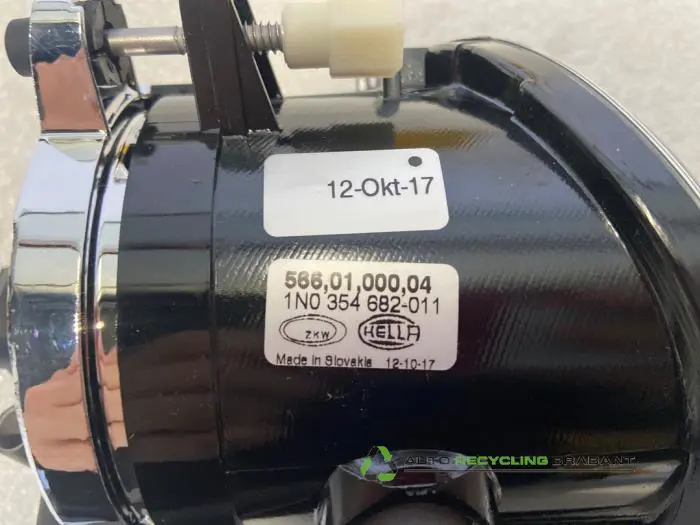 12-Okt-17
566,01,000,04
1N0 354 682-011
ZKW HELLA
Made in Slovakia 12-10-17
AUTO RECYCLING BRABANT